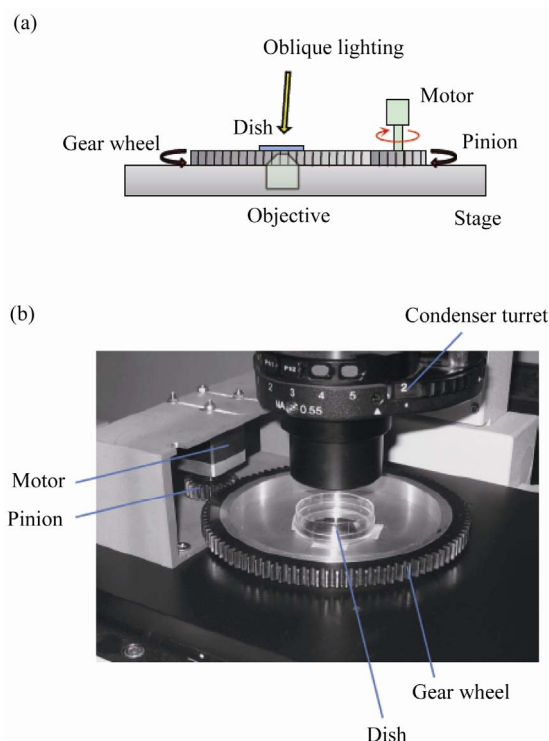 (a)
Oblique lighting
Motor
Dish
Gear wheel
Pinion
Objective
Stage
(b)
Condenser turret
2 3 4 5 2
NA 0.55
Motor
Pinion
Gear wheel
Dish